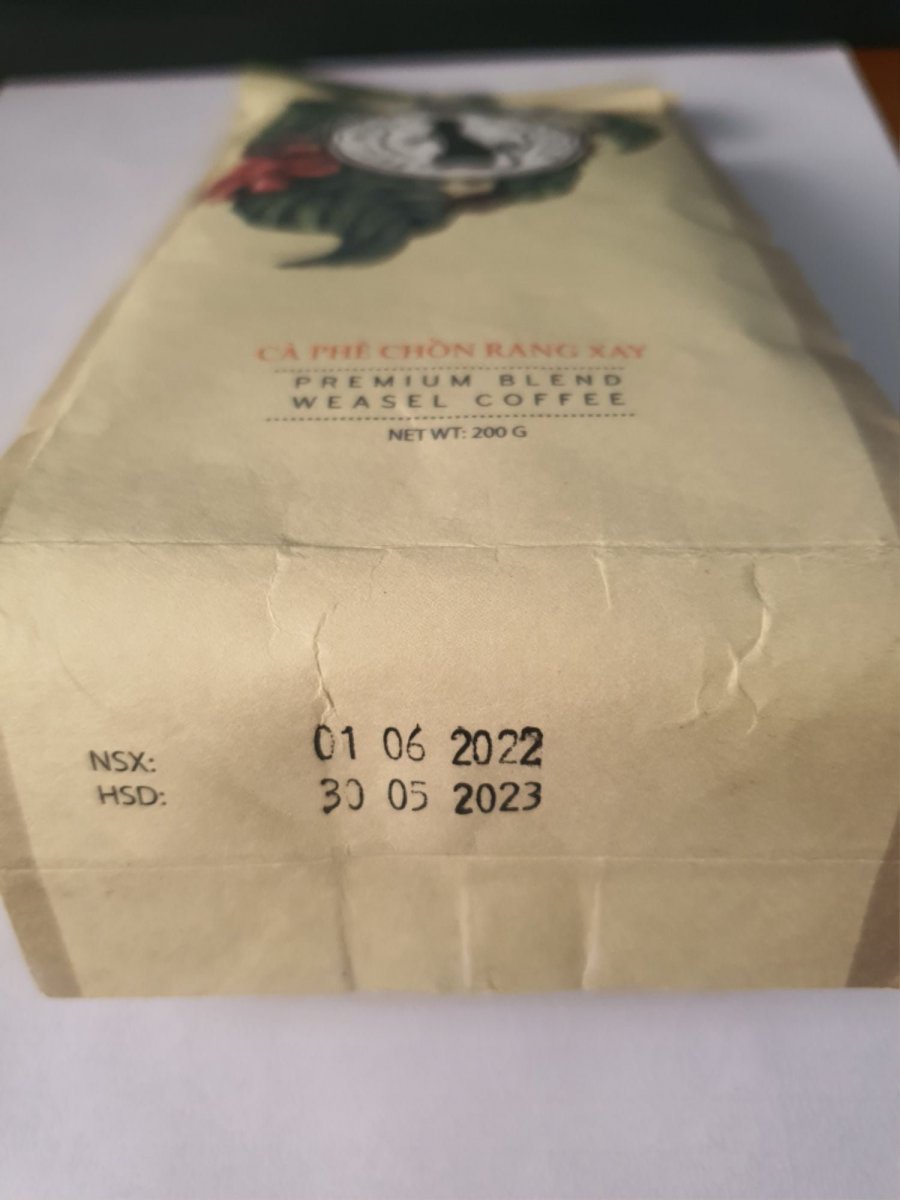 CÀ PHÊ CHỒN RANG XAY
PREMIUM BLEND
WEASEL COFFEE
NET WT: 200 G
NSX: 01 06 2022
HSD: 30 05 2023